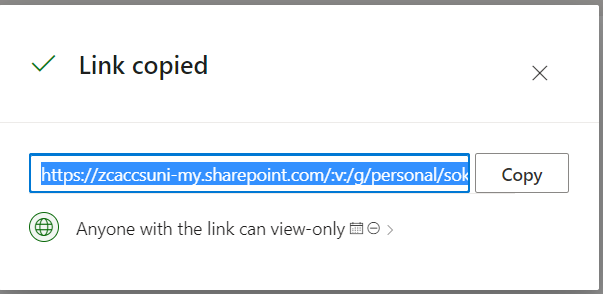 Link copied
https://zcaccsuni-my.sharepoint.com/:v:/g/personal/sok
Copy
Anyone with the link can view-only